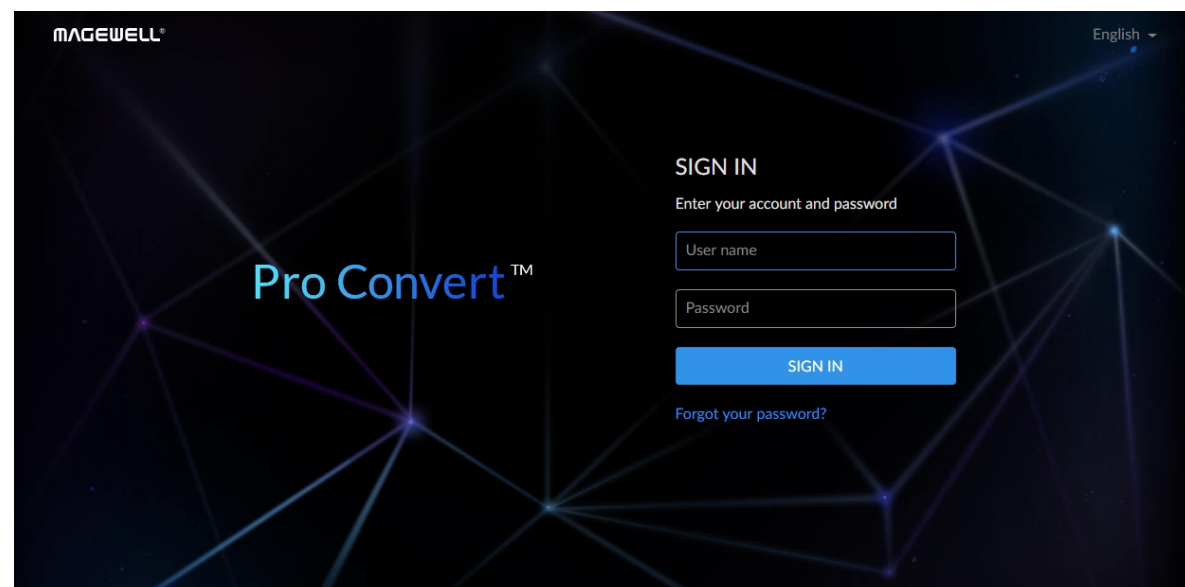 MAGEWELL®
English
SIGN IN
Enter your account and password
User name
Pro Convert™
Password
SIGN IN
Forgot your password?